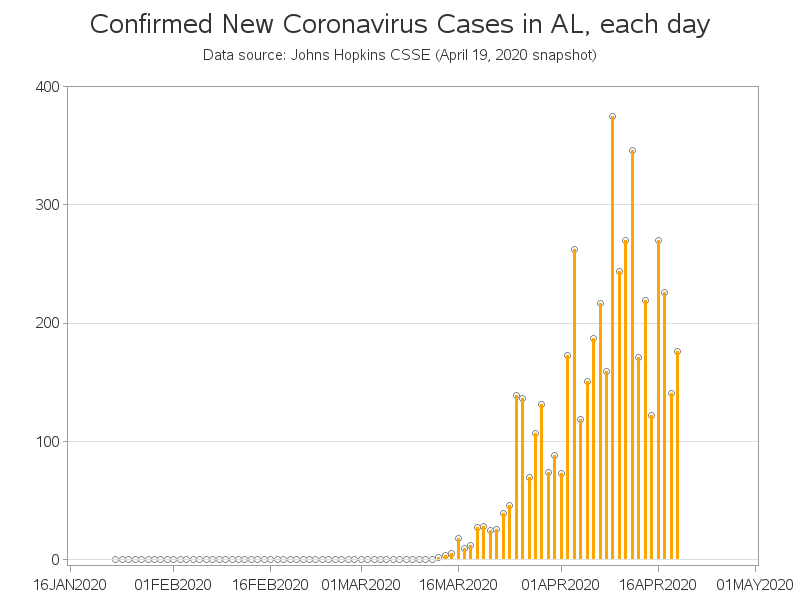 Confirmed New Coronavirus Cases in AL, each day
Data source: Johns Hopkins CSSE (April 19, 2020 snapshot)
400
300
200
100
0
16JAN2020 01FEB2020 16FEB2020 01MAR2020 16MAR2020 01APR2020 16APR2020 01MAY2020